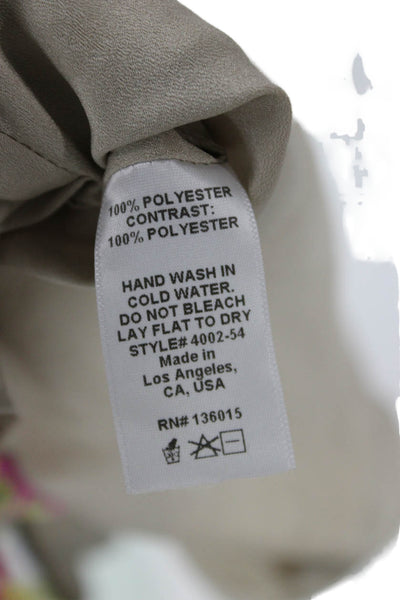 100% POLYESTER
CONTRAST:
100% POLYESTER
HAND WASH IN
COLD WATER.
DO NOT BLEACH
LAY FLAT TO DRY
STYLE# 4002-54
Made in
Los Angeles,
CA, USA
RN# 136015